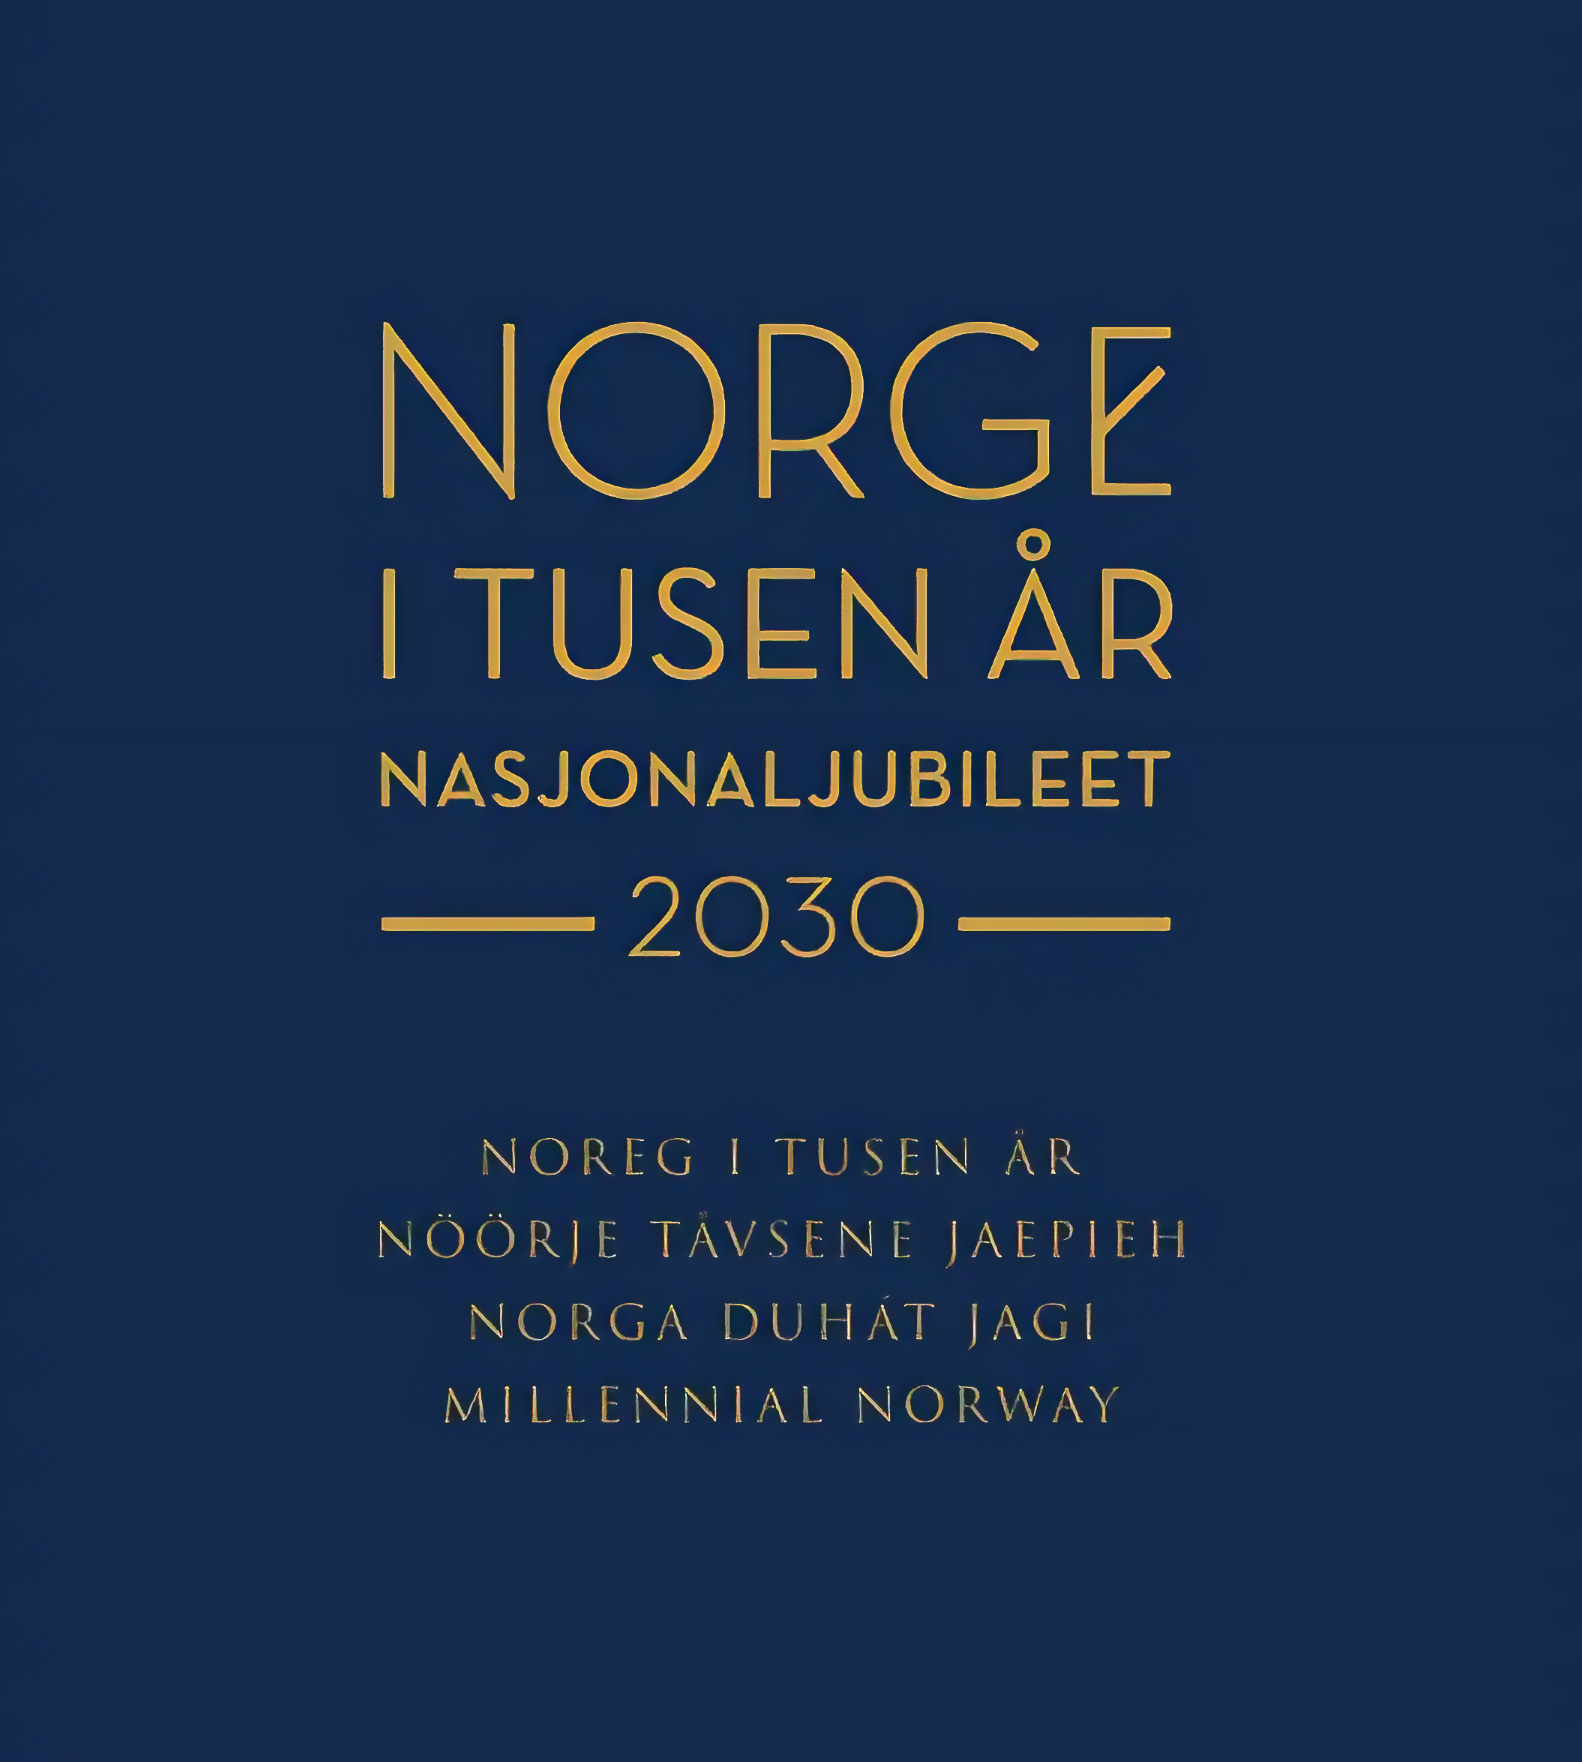 NORGE
I TUSEN ÅR
NASJONALJUBILEET
2030
NOREG I TUSEN ÅR
NÖÖRJE TÅVSENE JAEPIEH
NORGA DUHÁT JAGI
MILLENNIAL NORWAY